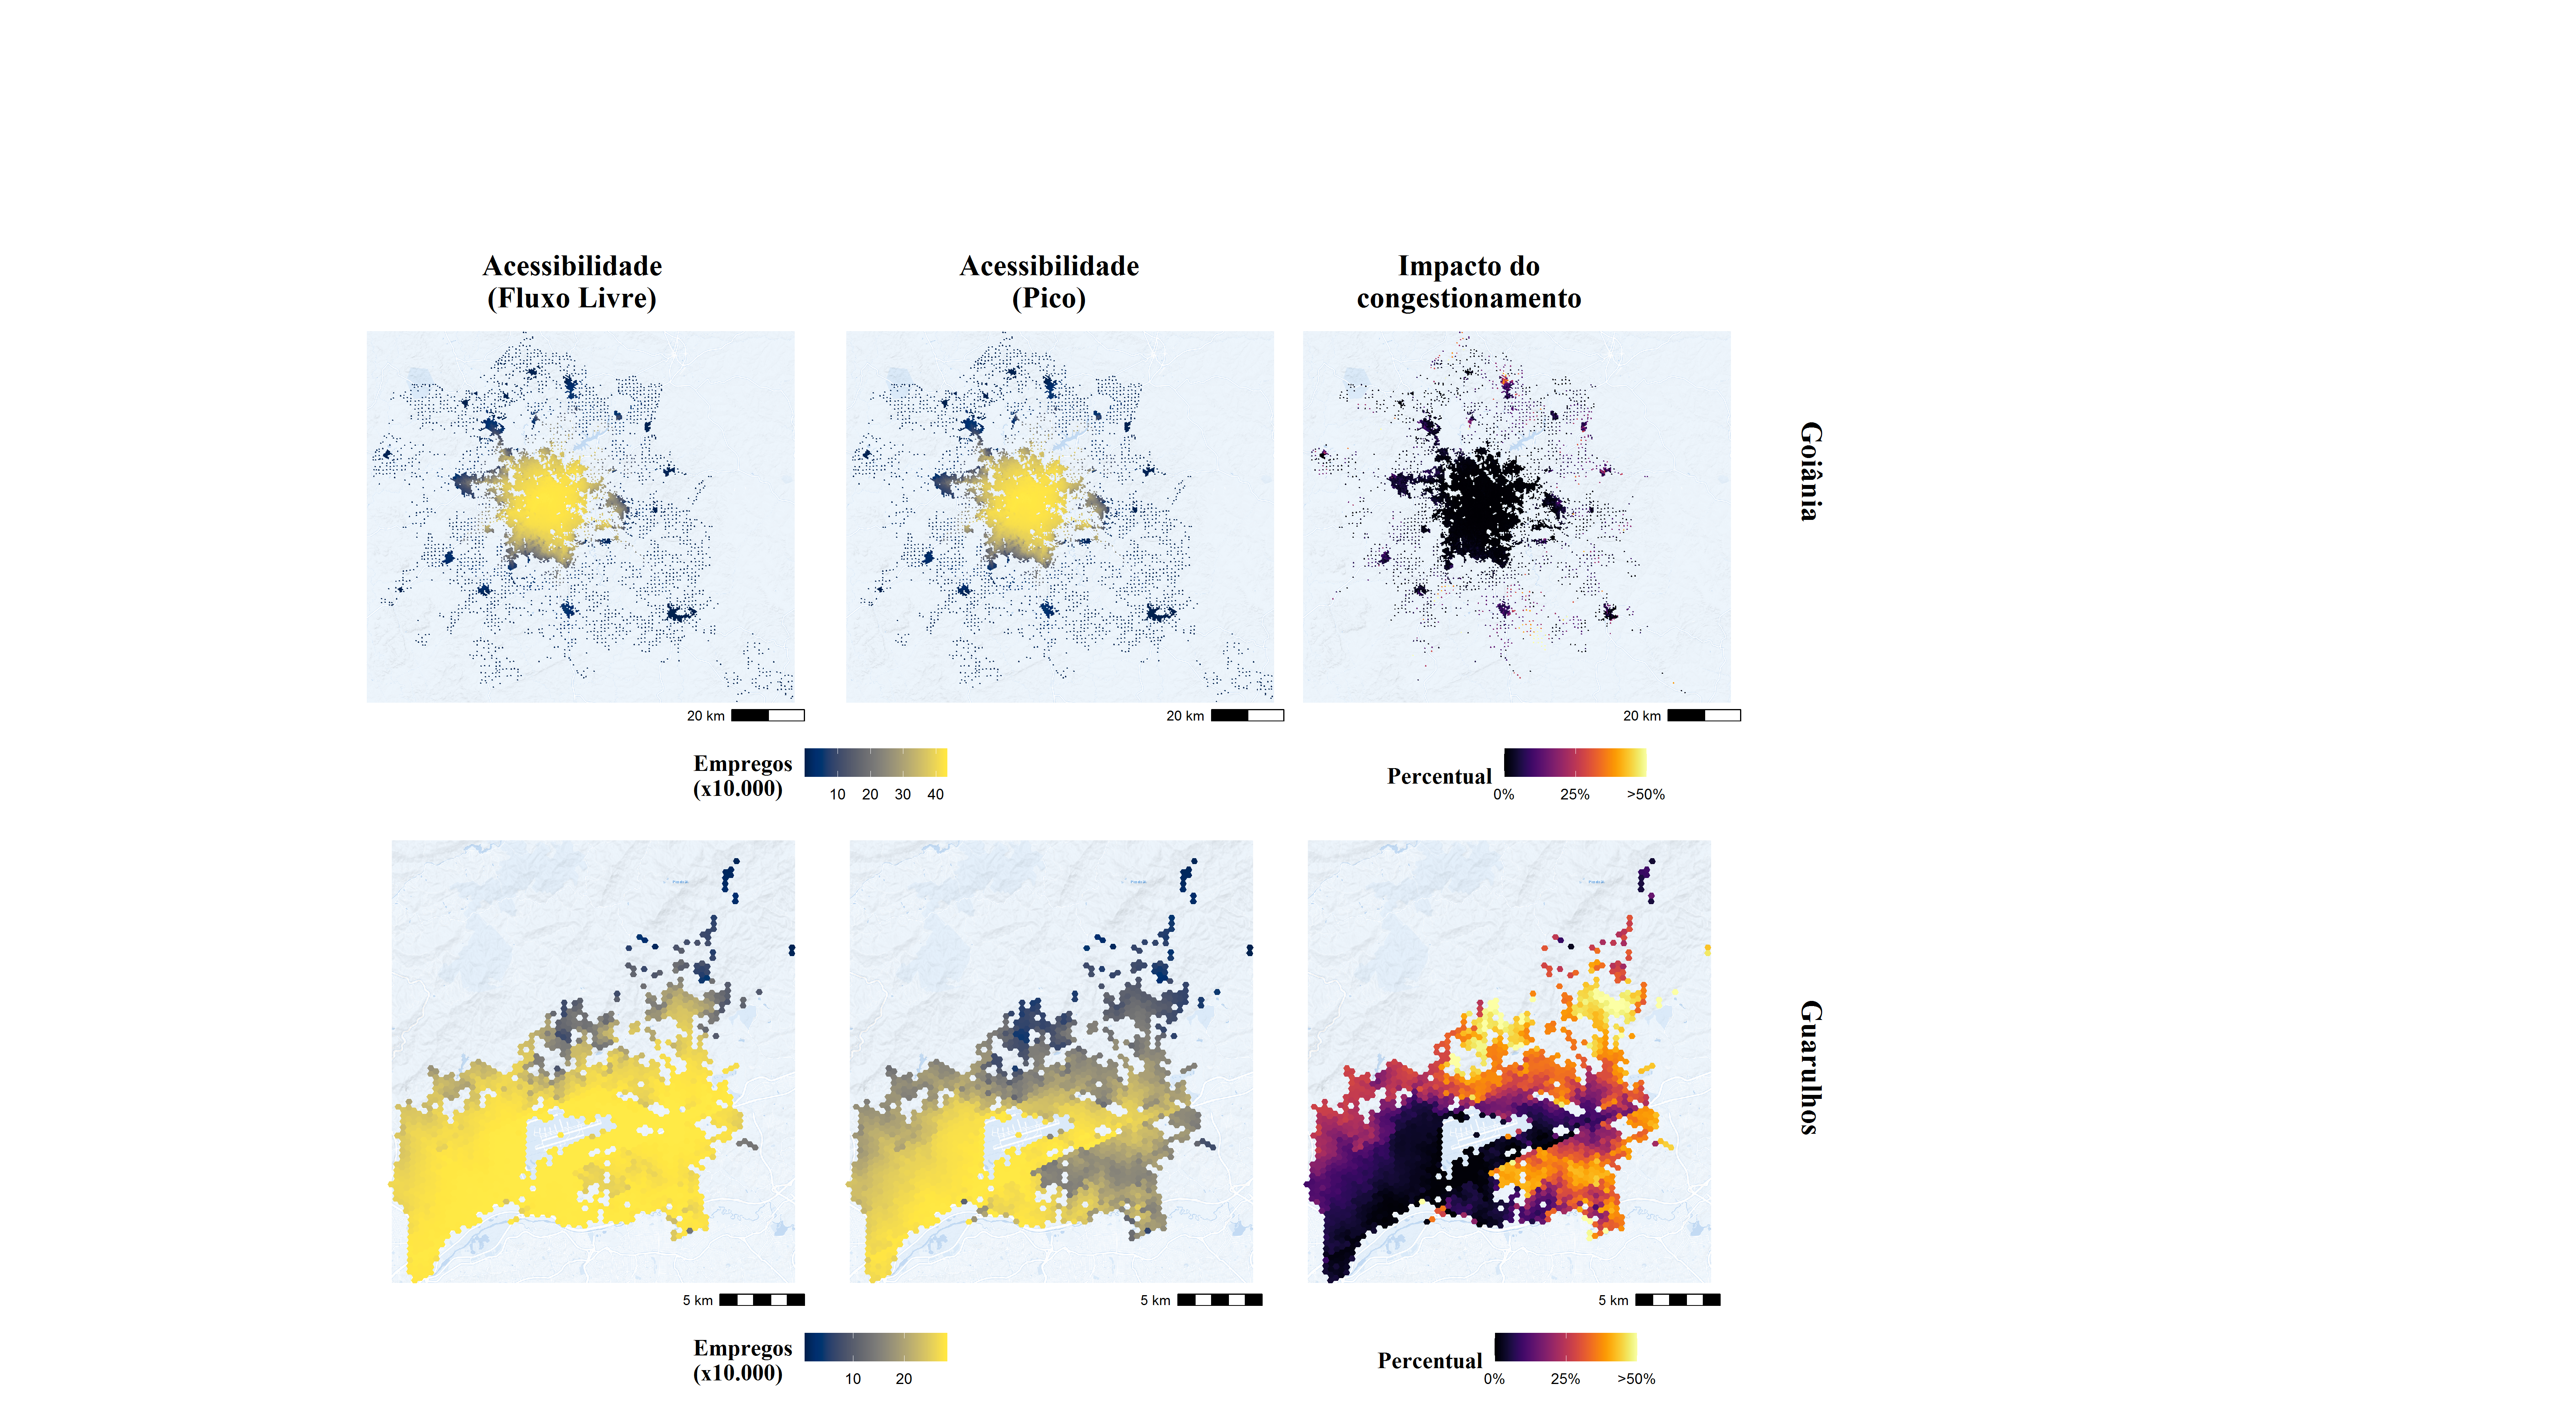 Acessibilidade
(Fluxo Livre)
Acessibilidade
(Pico)
Impacto do
congestionamento
Goiânia
20 km
20 km
20 km
Empregos
(x10.000)
10 20 30 40
Percentual
0% 25% >50%
Guarulhos
5 km
5 km
5 km
Empregos
(x10.000)
10 20
Percentual
0% 25% >50%